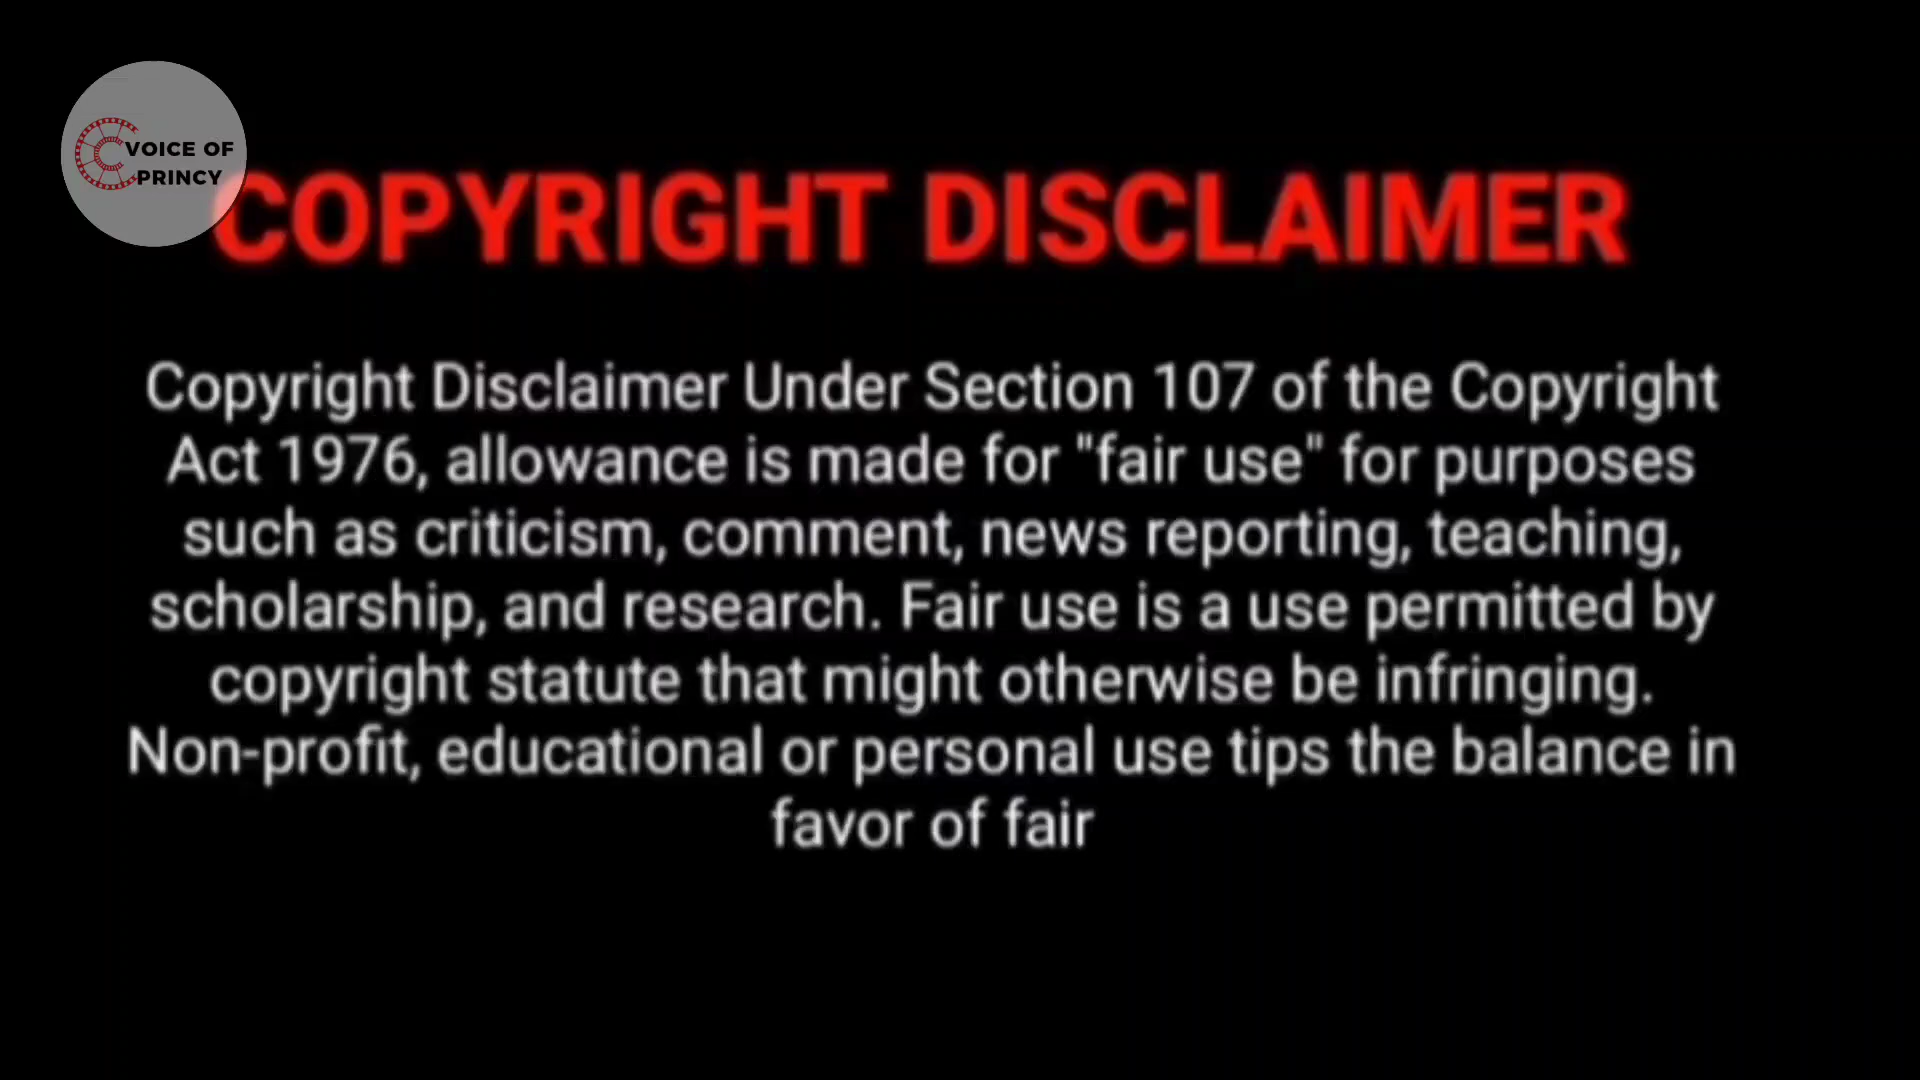 VOICE OF
PRINCY
COPYRIGHT DISCLAIMER
Copyright Disclaimer Under Section 107 of the Copyright
Act 1976, allowance is made for "fair use" for purposes
such as criticism, comment, news reporting, teaching,
scholarship, and research. Fair use is a use permitted by
copyright statute that might otherwise be infringing.
Non-profit, educational or personal use tips the balance in
favor of fair